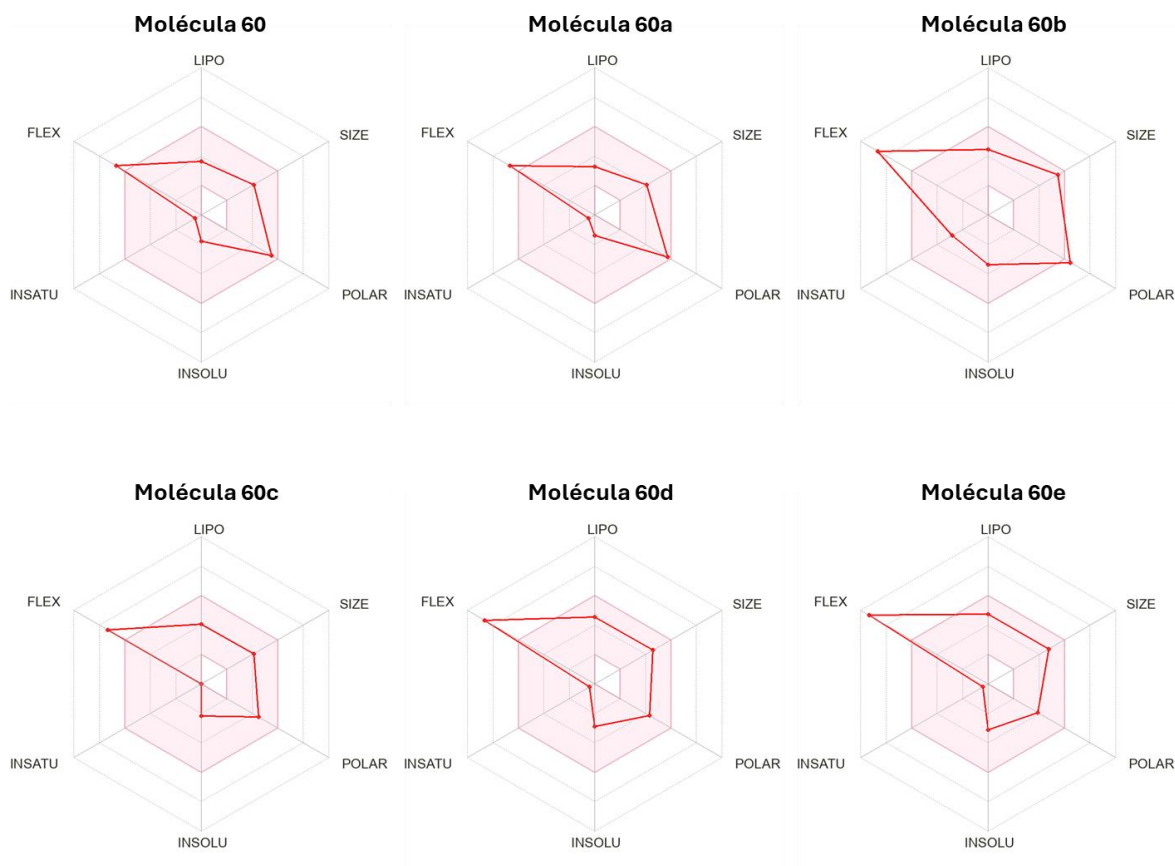 Molécula 60
Molécula 60a
Molécula 60b
LIPO
LIPO
LIPO
FLEX
SIZE
FLEX
SIZE
FLEX
SIZE
INSATU
POLAR
INSATU
POLAR
INSATU
POLAR
INSOLU
INSOLU
INSOLU
Molécula 60c
Molécula 60d
Molécula 60e
LIPO
LIPO
LIPO
FLEX
SIZE
FLEX
SIZE
FLEX
SIZE
INSATU
POLAR
INSATU
POLAR
INSATU
POLAR
INSOLU
INSOLU
INSOLU